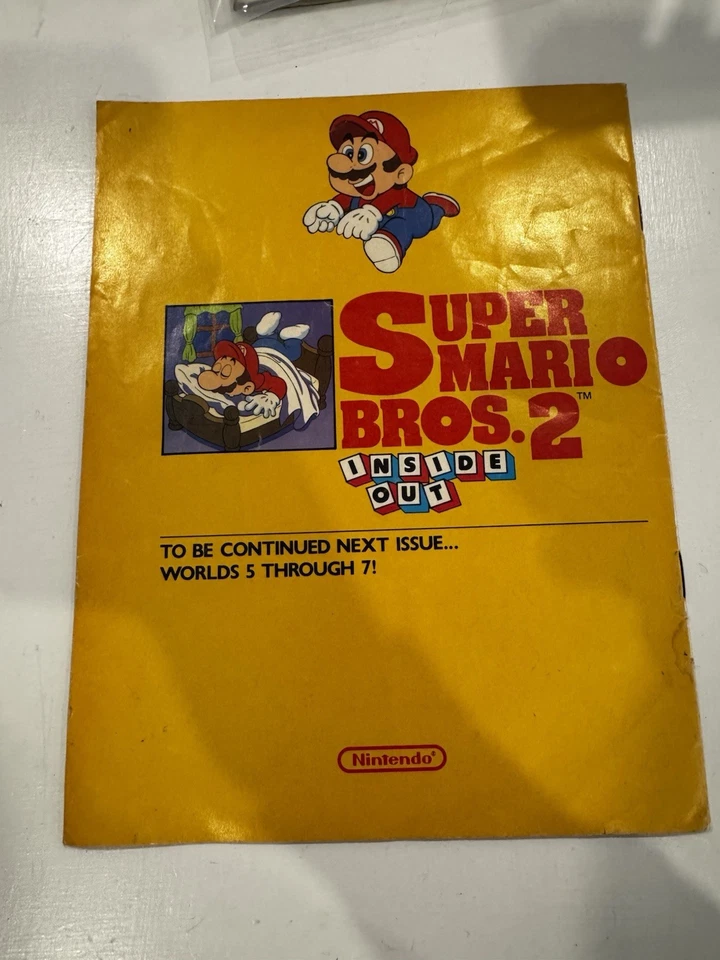 SUPER
MARIO
BROS. 2™
INSIDE
OUT
TO BE CONTINUED NEXT ISSUE...
WORLDS 5 THROUGH 7!
Nintendo®